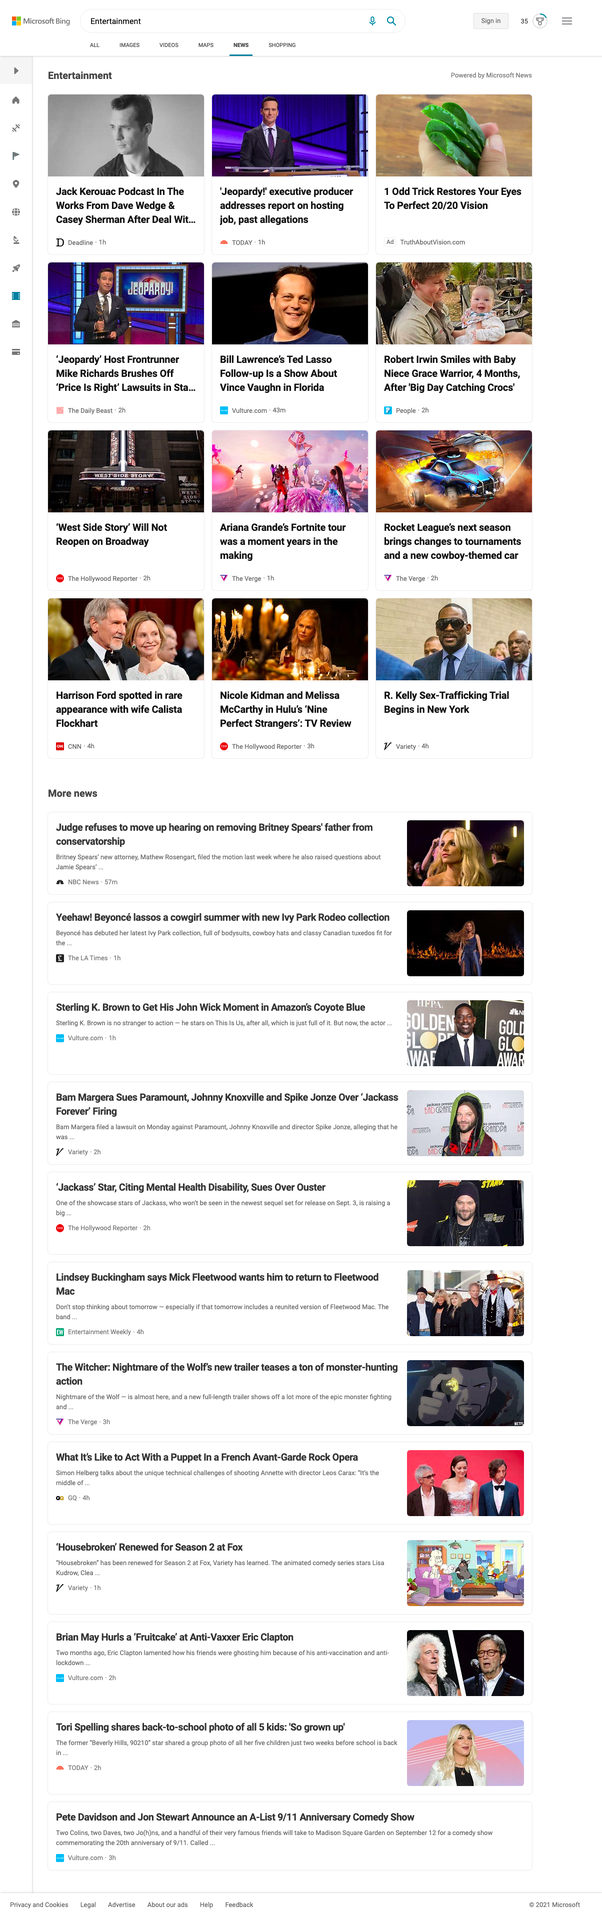 Microsoft Bing
Entertainment
Sign in
35
ALL
IMAGES
VIDEOS
MAPS
NEWS
SHOPPING
Entertainment
Powered by Microsoft News
Jack Kerouac Podcast In The
Works From Dave Wedge &
Casey Sherman After Deal Wit...
Deadline · 1h
'Jeopardy!' executive producer
addresses report on hosting
job, past allegations
TODAY · 1h
1 Odd Trick Restores Your Eyes
To Perfect 20/20 Vision
Ad TruthAboutVision.com
JEOPARDY!
'Jeopardy' Host Frontrunner
Mike Richards Brushes Off
'Price Is Right' Lawsuits in Sta...
The Daily Beast · 2h
Bill Lawrence's Ted Lasso
Follow-up Is a Show About
Vince Vaughn in Florida
Vulture.com · 43m
Robert Irwin Smiles with Baby
Niece Grace Warrior, 4 Months,
After 'Big Day Catching Crocs'
People · 2h
WEST SIDE STORY
'West Side Story' Will Not
Reopen on Broadway
The Hollywood Reporter · 2h
Ariana Grande's Fortnite tour
was a moment years in the
making
The Verge · 1h
Rocket League's next season
brings changes to tournaments
and a new cowboy-themed car
The Verge · 2h
Harrison Ford spotted in rare
appearance with wife Calista
Flockhart
CNN · 4h
Nicole Kidman and Melissa
McCarthy in Hulu's 'Nine
Perfect Strangers': TV Review
The Hollywood Reporter · 3h
R. Kelly Sex-Trafficking Trial
Begins in New York
Variety · 4h
More news
Judge refuses to move up hearing on removing Britney Spears' father from
conservatorship
Britney Spears' new attorney, Mathew Rosengart, filed the motion last week where he also raised questions about
Jamie Spears' ...
NBC News · 57m
Yeehaw! Beyoncé lassos a cowgirl summer with new Ivy Park Rodeo collection
Beyoncé has debuted her latest Ivy Park collection, full of bodysuits, cowboy hats and classy Canadian tuxedos fit for
the ...
The LA Times · 1h
Sterling K. Brown to Get His John Wick Moment in Amazon's Coyote Blue
Sterling K. Brown is no stranger to action — he stars on This Is Us, after all, which is just full of it. But now, the actor ...
Vulture.com · 1h
HFPA
GOLDEN
GLO
AWAR
GOLD
Bam Margera Sues Paramount, Johnny Knoxville and Spike Jonze Over 'Jackass
Forever' Firing
Bam Margera filed a lawsuit on Monday against Paramount, Johnny Knoxville and director Spike Jonze, alleging that he
was ...
Variety · 2h
'Jackass' Star, Citing Mental Health Disability, Sues Over Ouster
One of the showcase stars of Jackass, who won't be seen in the newest sequel set for release on Sept. 3, is raising a
big ...
The Hollywood Reporter · 2h
Lindsey Buckingham says Mick Fleetwood wants him to return to Fleetwood
Mac
Don't stop thinking about tomorrow — especially if that tomorrow includes a reunited version of Fleetwood Mac. The
band ...
Entertainment Weekly · 4h
The Witcher: Nightmare of the Wolf's new trailer teases a ton of monster-hunting
action
Nightmare of the Wolf — is almost here, and a new full-length trailer shows off a lot more of the epic monster fighting
and ...
The Verge · 3h
What It's Like to Act With a Puppet In a French Avant-Garde Rock Opera
Simon Helberg talks about the unique technical challenges of shooting Annette with director Leos Carax: "It's the
middle of ...
GQ · 4h
'Housebroken' Renewed for Season 2 at Fox
"Housebroken" has been renewed for Season 2 at Fox, Variety has learned. The animated comedy series stars Lisa
Kudrow, Clea ...
Variety · 1h
Brian May Hurls a 'Fruitcake' at Anti-Vaxxer Eric Clapton
Two months ago, Eric Clapton lamented how his friends were ghosting him because of his anti-vaccination and anti-
lockdown ...
Vulture.com · 2h
Tori Spelling shares back-to-school photo of all 5 kids: 'So grown up'
The former "Beverly Hills, 90210" star shared a group photo of all her five children just two weeks before school is back
in ...
TODAY · 2h
Pete Davidson and Jon Stewart Announce an A-List 9/11 Anniversary Comedy Show
Two Colins, two Daves, two Jo(h)ns, and a handful of their very famous friends will take to Madison Square Garden on September 12 for a comedy show
commemorating the 20th anniversary of 9/11. Called ...
Vulture.com · 3h
Privacy and Cookies
Legal
Advertise
About our ads
Help
Feedback
© 2021 Microsoft